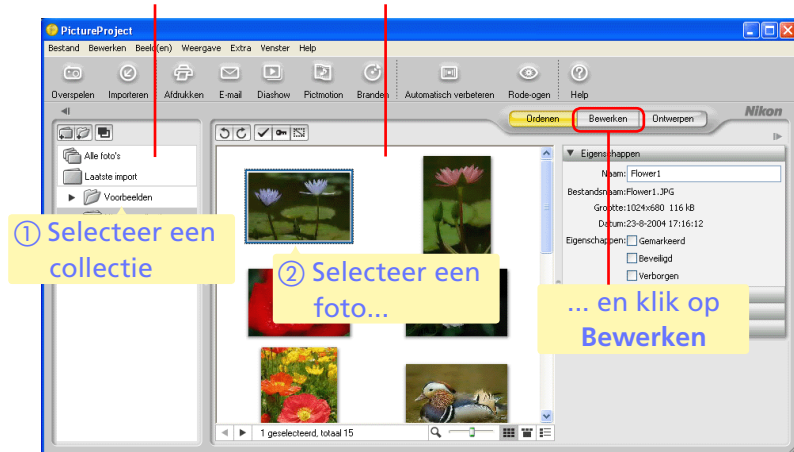 PictureProject
Bestand Bewerken Beeld(en) Weergave Extra Venster Help
Overspelen Importeren Afdrukken E-mail Diashow Pictmotion Branden Automatisch verbeteren Rode-ogen Help
Nikon
Ordenen Bewerken Ontwerpen
Alle foto's
Laatste import
Voorbeelden
① Selecteer een
collectie
② Selecteer een
foto...
Eigenschappen
Naam: Flower1
Bestandsnaam:Flower1.JPG
Grootte:1024x680 116 kB
Datum:23-8-2004 17:16:12
Eigenschappen: Gemarkeerd
Beveiligd
Verborgen
... en klik op
Bewerken
1 geselecteerd, totaal 15